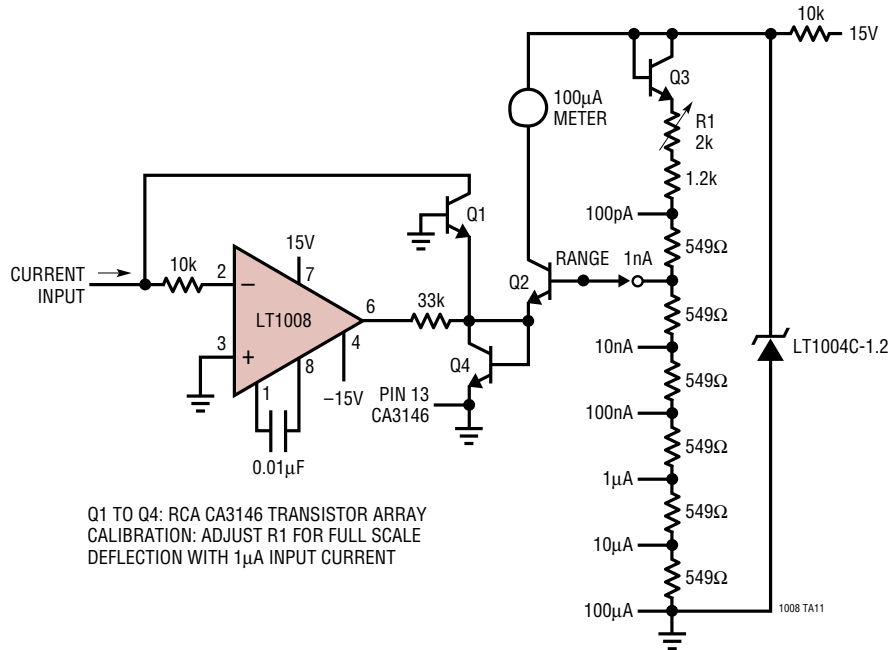 10k
15V
Q3
100µA
METER
R1
2k
1.2k
Q1
100pA
15V
549Ω
CURRENT
INPUT
10k
2
7
RANGE
1nA
–
Q2
LT1008
6
33k
549Ω
3
+
4
10nA
LT1004C-1.2
8
Q4
1
–15V
PIN 13
CA3146
549Ω
100nA
0.01µF
549Ω
1µA
Q1 TO Q4: RCA CA3146 TRANSISTOR ARRAY
CALIBRATION: ADJUST R1 FOR FULL SCALE
DEFLECTION WITH 1µA INPUT CURRENT
549Ω
10µA
549Ω
100µA
1008 TA11